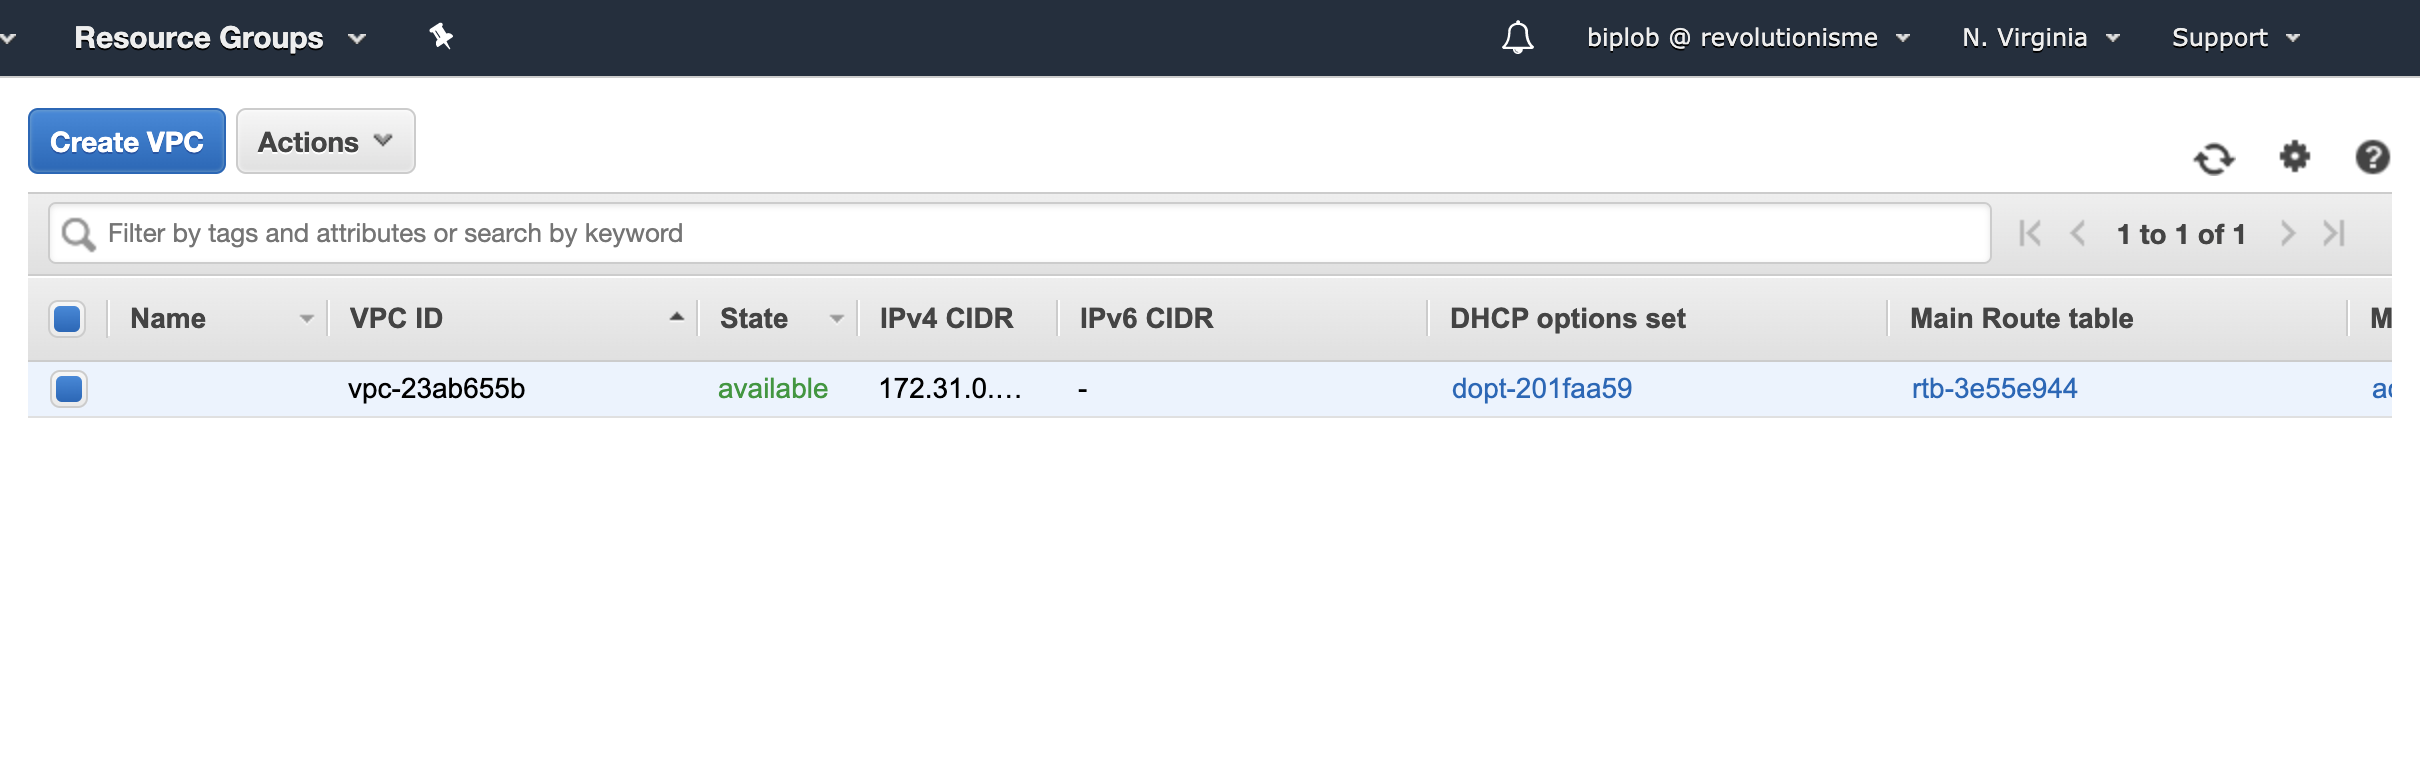 Resource Groups biplob @ revolutionisme N. Virginia Support
Create VPC Actions
Filter by tags and attributes or search by keyword 1 to 1 of 1
Name VPC ID State IPv4 CIDR IPv6 CIDR DHCP options set Main Route table
vpc-23ab655b available 172.31.0.... - dopt-201faa59 rtb-3e55e944